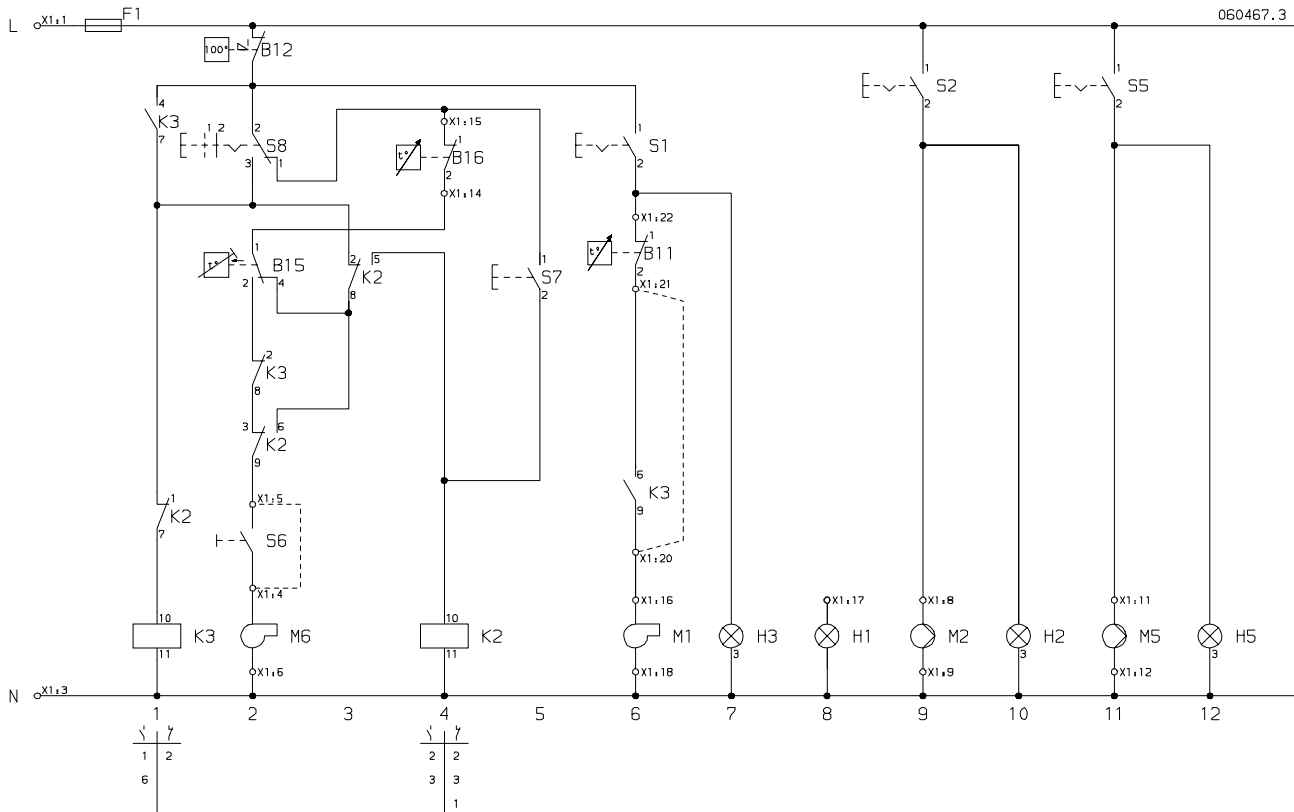 L X1:1 F1 060467.3
100° B12
S2 1 2
S5 1 2
4 K3 7
1 2 2 S8 3 1
X1:15
t° 1 B16 2
X1:14
1 S1 2
X1:22
t° 1 B11 2
X1:21
t° 1 B15 2 4
2 5 K2 8
1 S7 2
2 K3 8
3 6 K2 9
6 K3 9
1 K2 7
X1:5
S6
X1:4
X1:20
X1:16 X1:17 X1:8 X1:11
10 K3 11
M6
10 K2 11
M1
H3 3
H1
M2
H2 3
M5
H5 3
X1:6 X1:18 X1:9 X1:12
N X1:3
1 2 3 4 5 6 7 8 9 10 11 12
1 2 2 2
6 3 3
1